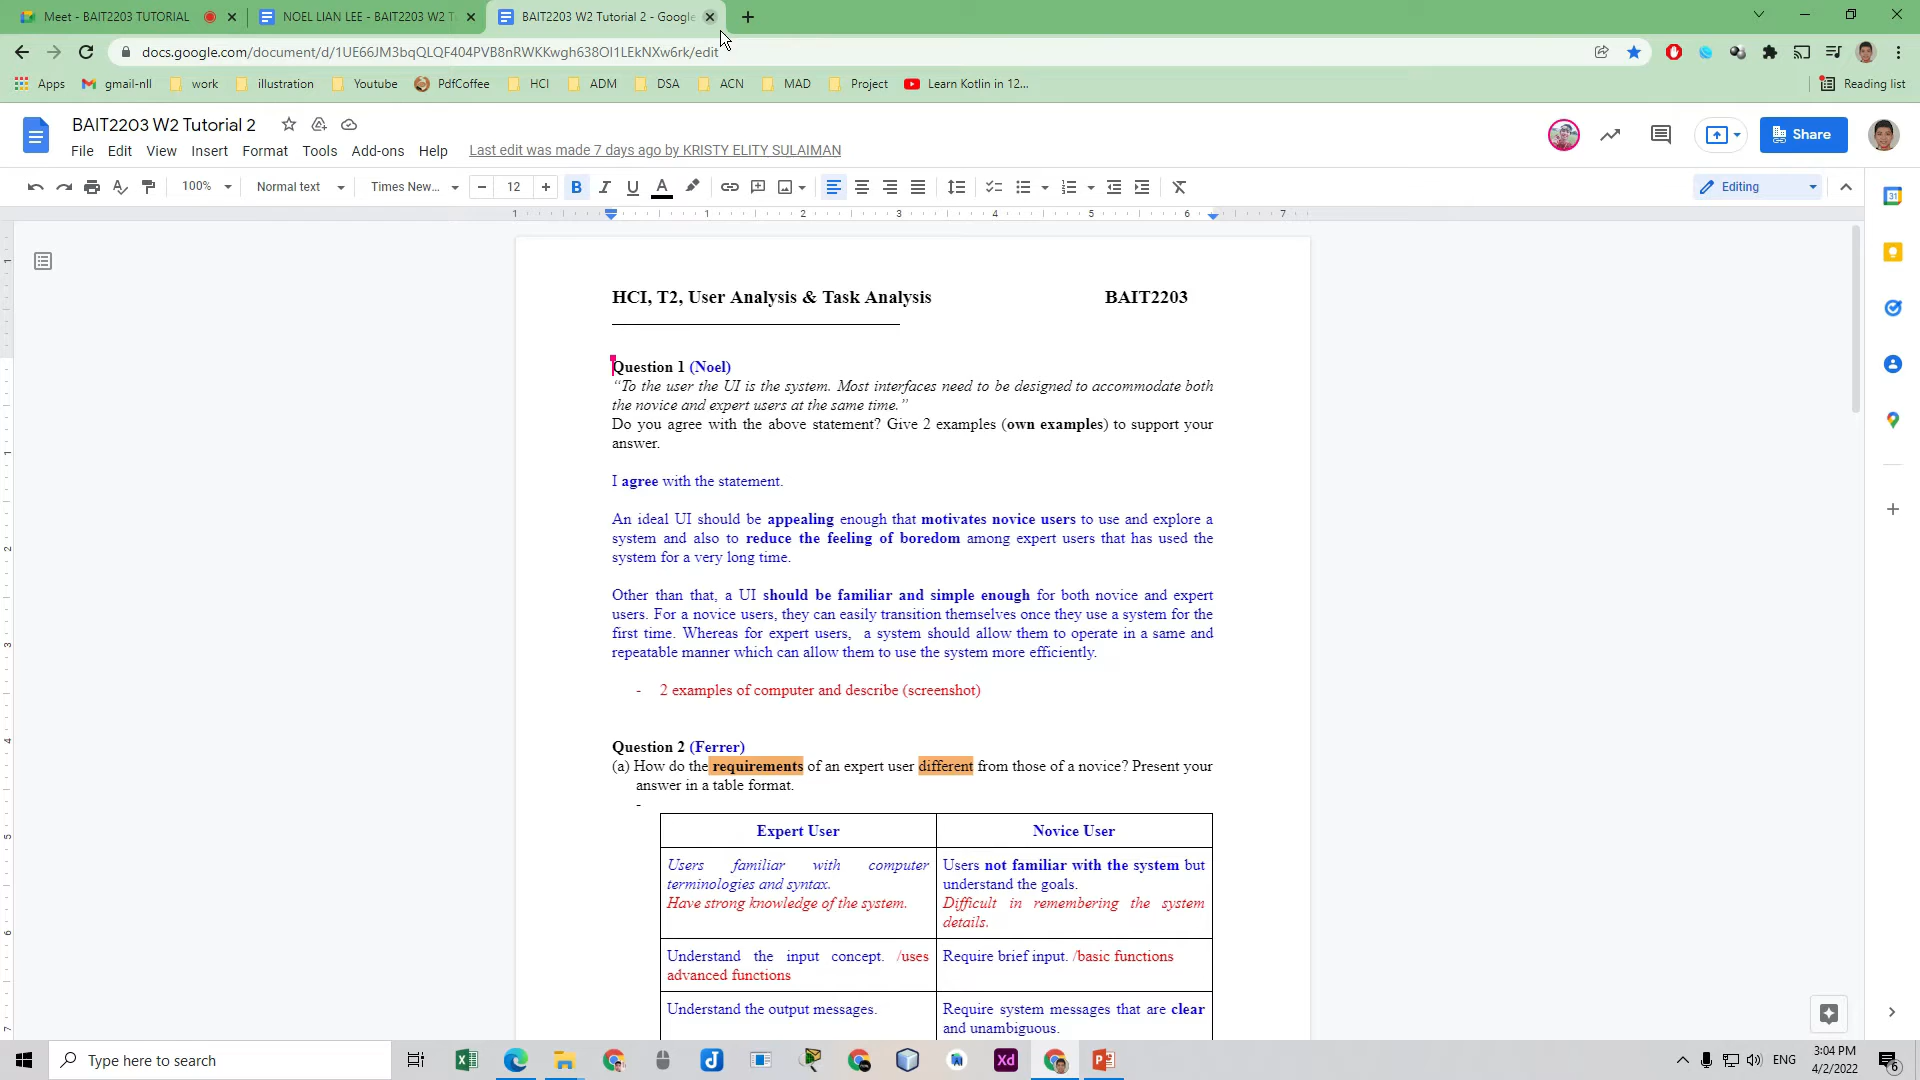 Meet - BAIT2203 TUTORIAL
NOEL LIAN LEE - BAIT2203 W2 T
BAIT2203 W2 Tutorial 2 - Google
docs.google.com/document/d/1UE66JM3bqQLQF404PVB8nRWKKwgh638OI1LEkNXw6rk/edit
Apps
gmail-nll
work
illustration
Youtube
PdfCoffee
HCI
ADM
DSA
ACN
MAD
Project
Learn Kotlin in 12...
Reading list
BAIT2203 W2 Tutorial 2
Share
File Edit View Insert Format Tools Add-ons Help
Last edit was made 7 days ago by KRISTY ELITY SULAIMAN
100%
Normal text
Times New...
12
B I U A
Editing
1 1 2 3 4 5 6 7
HCI, T2, User Analysis & Task Analysis BAIT2203
Question 1 (Noel)
“To the user the UI is the system. Most interfaces need to be designed to accommodate both
the novice and expert users at the same time.”
Do you agree with the above statement? Give 2 examples (own examples) to support your
answer.
I agree with the statement.
An ideal UI should be appealing enough that motivates novice users to use and explore a
system and also to reduce the feeling of boredom among expert users that has used the
system for a very long time.
Other than that, a UI should be familiar and simple enough for both novice and expert
users. For a novice users, they can easily transition themselves once they use a system for the
first time. Whereas for expert users, a system should allow them to operate in a same and
repeatable manner which can allow them to use the system more efficiently.
- 2 examples of computer and describe (screenshot)
Question 2 (Ferrer)
(a) How do the requirements of an expert user different from those of a novice? Present your
answer in a table format.
-
Expert User
Novice User
Users familiar with computer
terminologies and syntax.
Have strong knowledge of the system.
Users not familiar with the system but
understand the goals.
Difficult in remembering the system
details.
Understand the input concept. /uses
advanced functions
Require brief input. /basic functions
Understand the output messages.
Require system messages that are clear
and unambiguous.
Type here to search
Xd
ENG
3:04 PM
4/2/2022
6